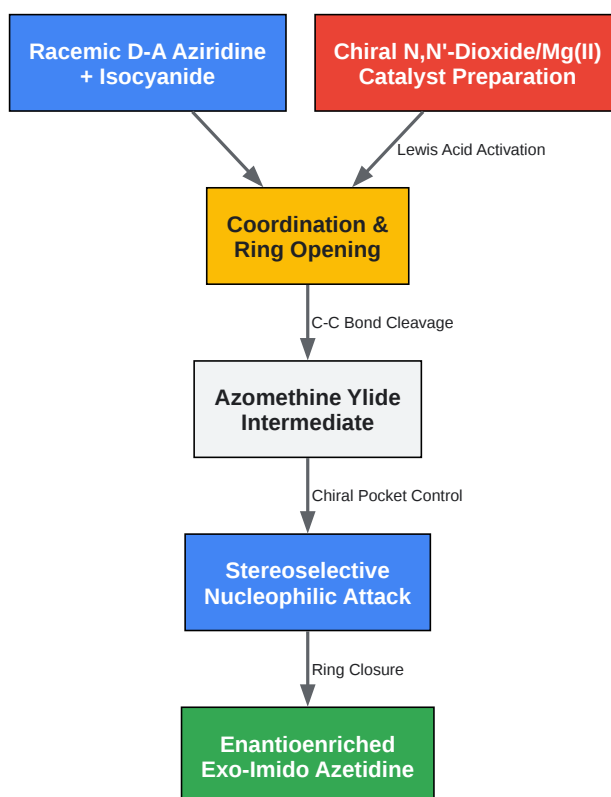 Racemic D-A Aziridine
+ Isocyanide
Chiral N,N'-Dioxide/Mg(II)
Catalyst Preparation
Lewis Acid Activation
Coordination &
Ring Opening
C-C Bond Cleavage
Azomethine Ylide
Intermediate
Chiral Pocket Control
Stereoselective
Nucleophilic Attack
Ring Closure
Enantioenriched
Exo-Imido Azetidine